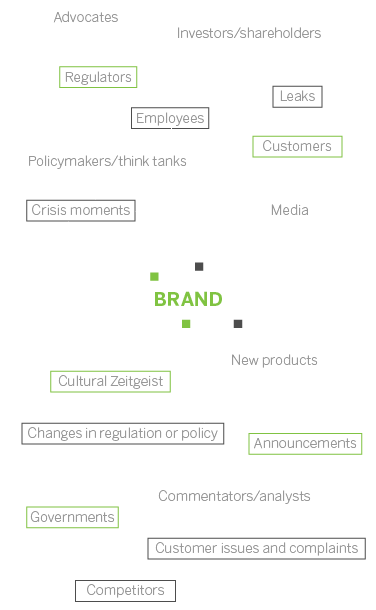 Advocates
Investors/shareholders
Regulators
Leaks
Employees
Customers
Policymakers/think tanks
Crisis moments
Media
BRAND
New products
Cultural Zeitgeist
Changes in regulation or policy
Announcements
Commentators/analysts
Governments
Customer issues and complaints
Competitors